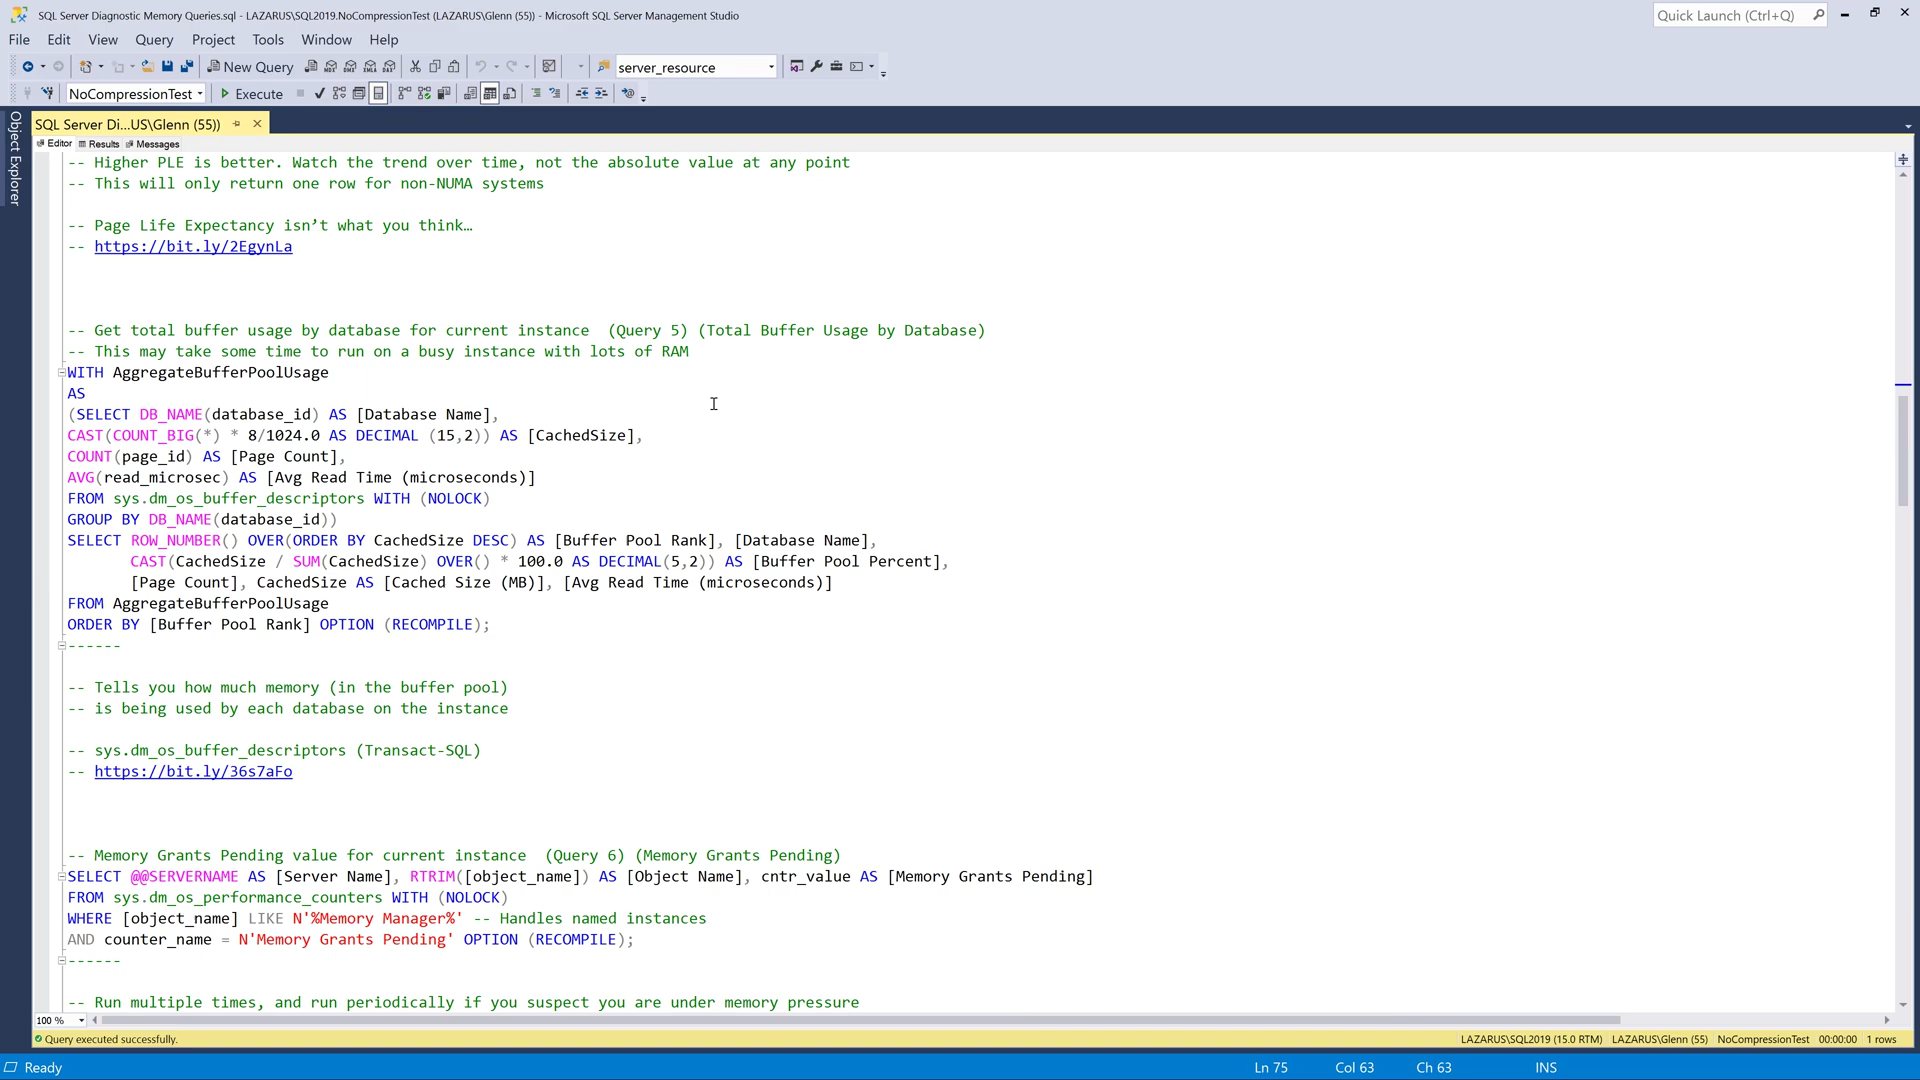 SQL Server Diagnostic Memory Queries.sql - LAZARUS\SQL2019.NoCompressionTest (LAZARUS\Glenn (55)) - Microsoft SQL Server Management Studio
Quick Launch (Ctrl+Q)
File Edit View Query Project Tools Window Help
New Query MDX DMX XMLA DAX server_resource
NoCompressionTest Execute
Object Explorer
SQL Server Di...US\Glenn (55))
Editor Results Messages
-- Higher PLE is better. Watch the trend over time, not the absolute value at any point
-- This will only return one row for non-NUMA systems
-- Page Life Expectancy isn’t what you think…
-- https://bit.ly/2EgynLa
-- Get total buffer usage by database for current instance  (Query 5) (Total Buffer Usage by Database)
-- This may take some time to run on a busy instance with lots of RAM
WITH AggregateBufferPoolUsage
AS
(SELECT DB_NAME(database_id) AS [Database Name],
CAST(COUNT_BIG(*) * 8/1024.0 AS DECIMAL (15,2)) AS [CachedSize],
COUNT(page_id) AS [Page Count],
AVG(read_microsec) AS [Avg Read Time (microseconds)]
FROM sys.dm_os_buffer_descriptors WITH (NOLOCK)
GROUP BY DB_NAME(database_id))
SELECT ROW_NUMBER() OVER(ORDER BY CachedSize DESC) AS [Buffer Pool Rank], [Database Name],
CAST(CachedSize / SUM(CachedSize) OVER() * 100.0 AS DECIMAL(5,2)) AS [Buffer Pool Percent],
[Page Count], CachedSize AS [Cached Size (MB)], [Avg Read Time (microseconds)]
FROM AggregateBufferPoolUsage
ORDER BY [Buffer Pool Rank] OPTION (RECOMPILE);
------
-- Tells you how much memory (in the buffer pool)
-- is being used by each database on the instance
-- sys.dm_os_buffer_descriptors (Transact-SQL)
-- https://bit.ly/36s7aFo
-- Memory Grants Pending value for current instance  (Query 6) (Memory Grants Pending)
SELECT @@SERVERNAME AS [Server Name], RTRIM([object_name]) AS [Object Name], cntr_value AS [Memory Grants Pending]
FROM sys.dm_os_performance_counters WITH (NOLOCK)
WHERE [object_name] LIKE N'%Memory Manager%' -- Handles named instances
AND counter_name = N'Memory Grants Pending' OPTION (RECOMPILE);
------
-- Run multiple times, and run periodically if you suspect you are under memory pressure
100 %
Query executed successfully. LAZARUS\SQL2019 (15.0 RTM) LAZARUS\Glenn (55) NoCompressionTest 00:00:00 1 rows
Ready Ln 75 Col 63 Ch 63 INS